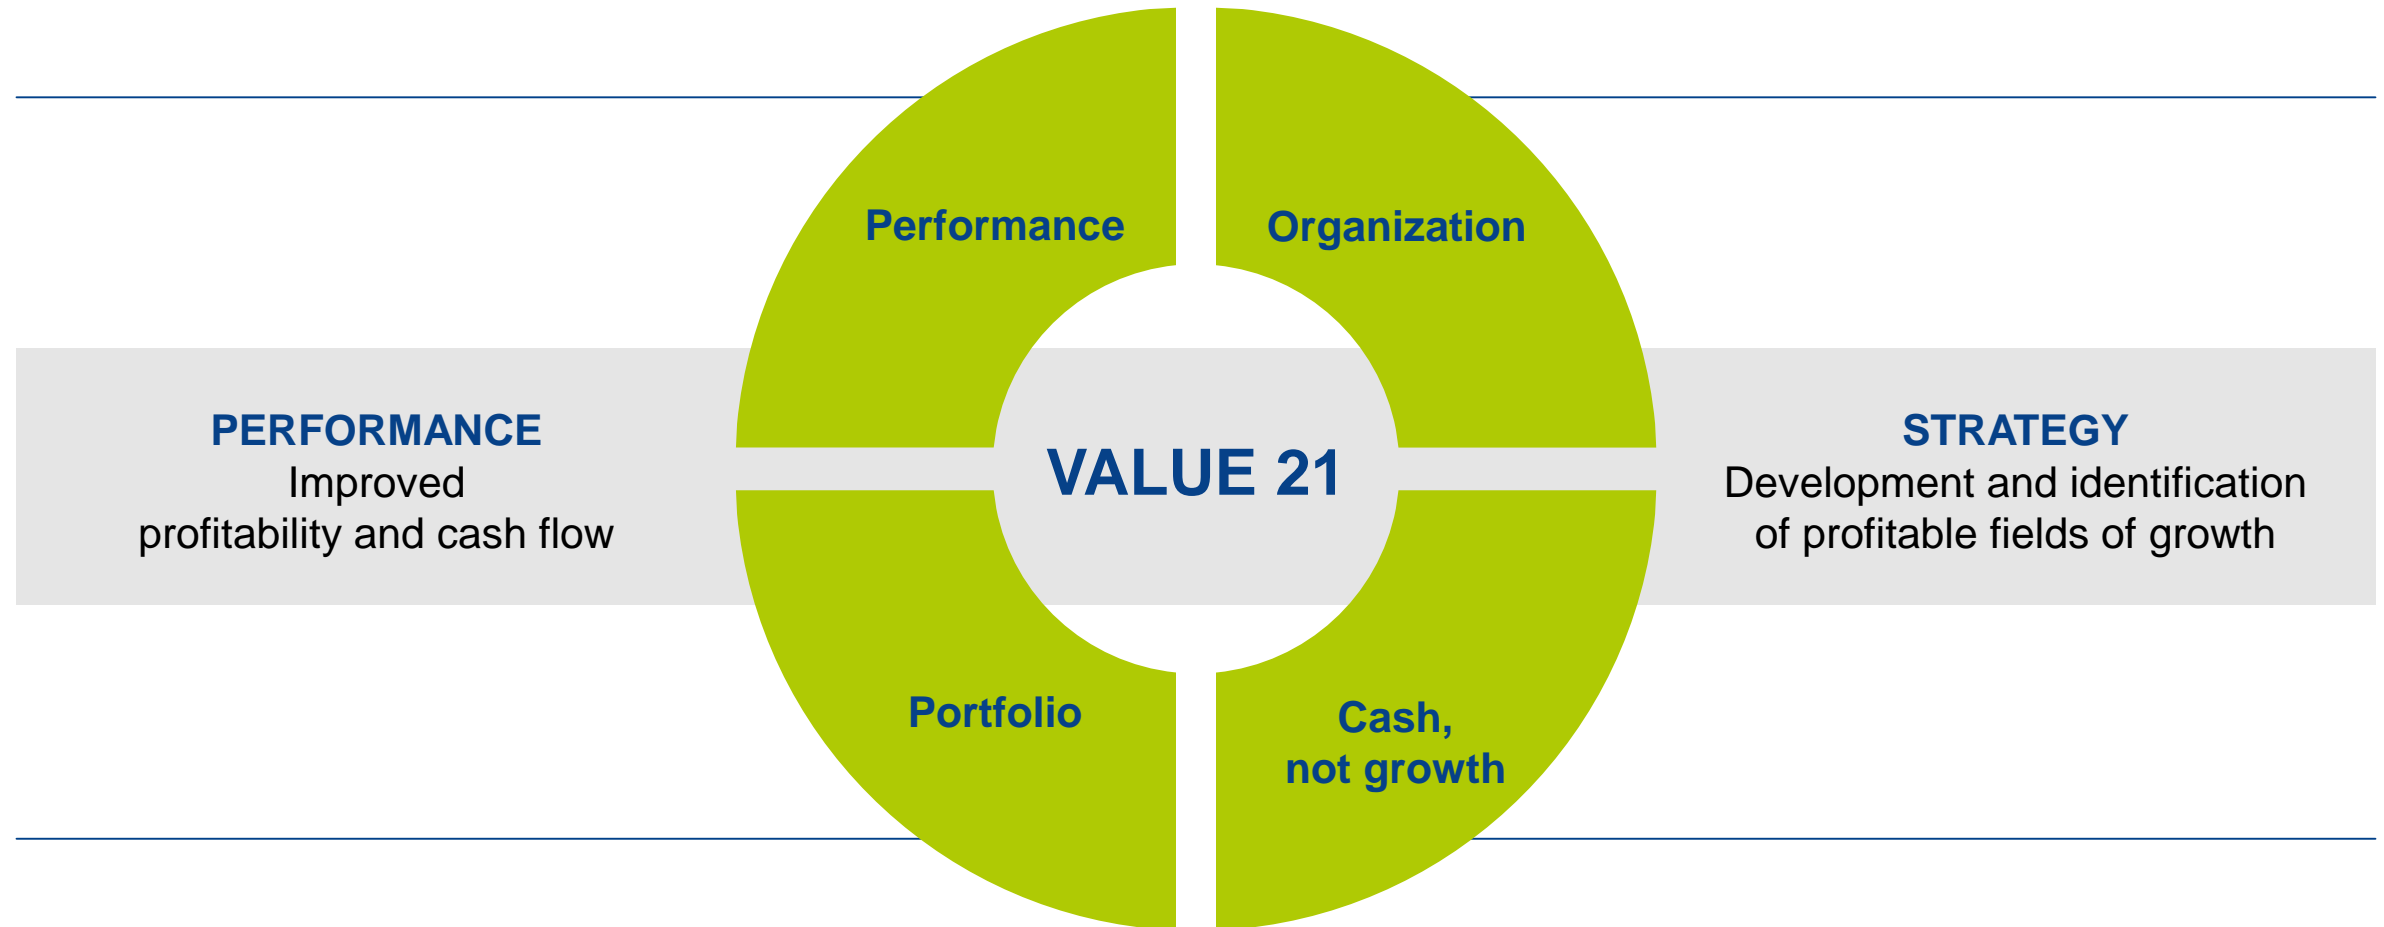 Performance
Organization
PERFORMANCE
Improved
profitability and cash flow
VALUE 21
STRATEGY
Development and identification
of profitable fields of growth
Portfolio
Cash,
not growth